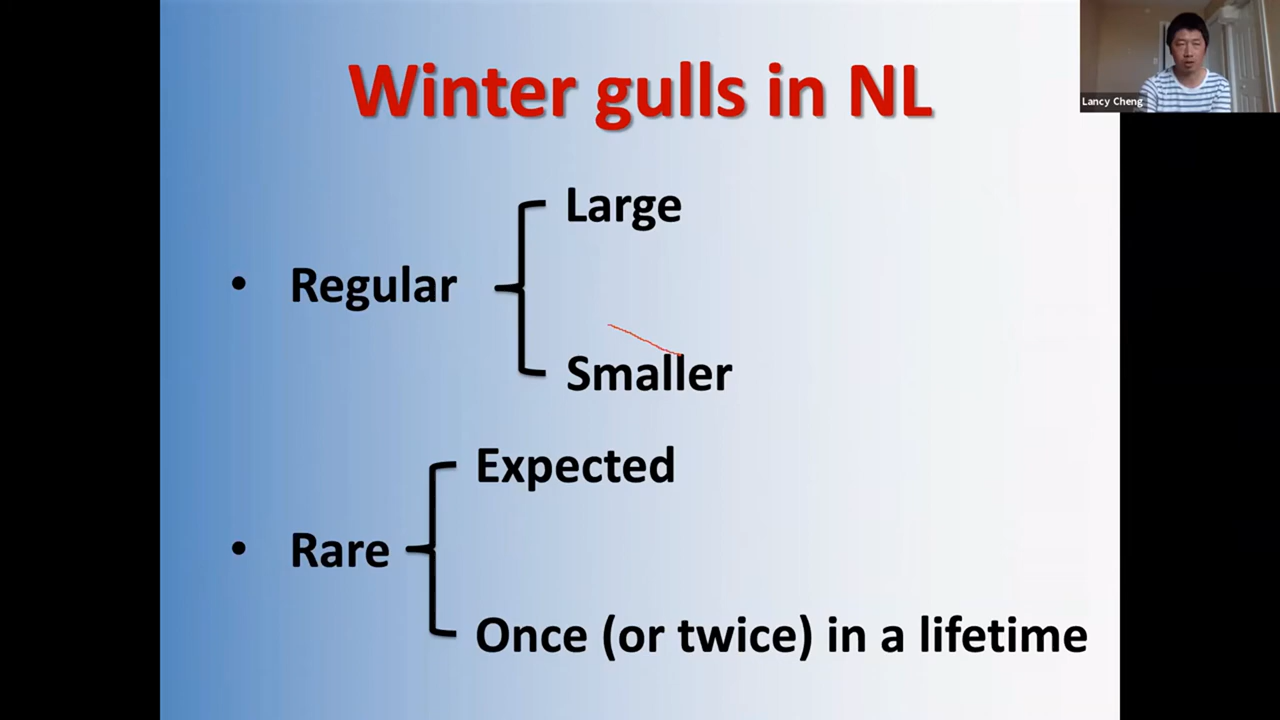 Winter gulls in NL
Lancy Cheng
Large
• Regular
Smaller
Expected
• Rare
Once (or twice) in a lifetime